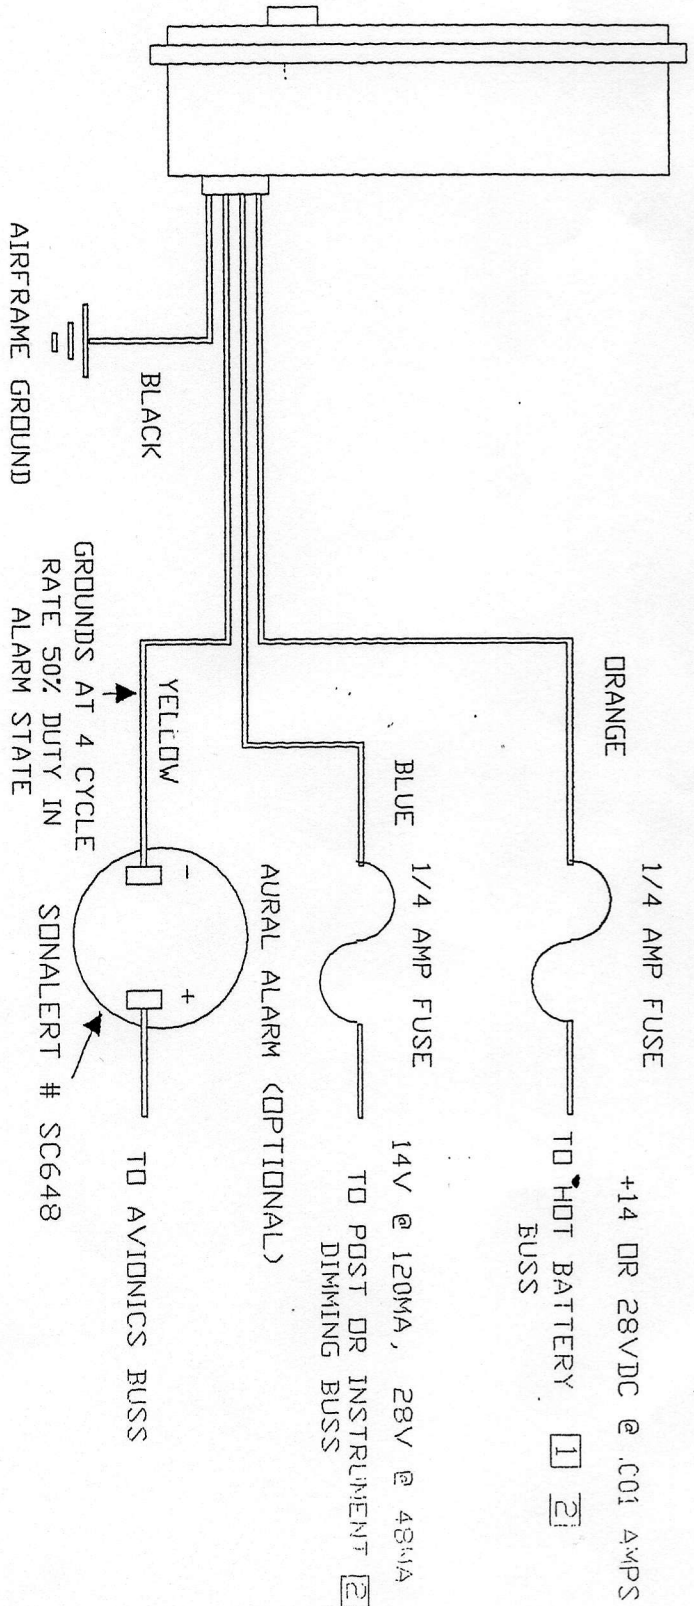 ORANGE
1/4 AMP FUSE
+14 OR 28VDC @ .001 AMPS
TO HOT BATTERY 1 2
BUSS
BLUE
1/4 AMP FUSE
14V @ 120MA, 28V @ 48MA
TO POST OR INSTRUMENT 2
DIMMING BUSS
AURAL ALARM (OPTIONAL)
BLACK
YELLOW
- +
TO AVIONICS BUSS
GROUNDS AT 4 CYCLE
RATE 50% DUTY IN
ALARM STATE
SONALERT # SC648
AIRFRAME GROUND